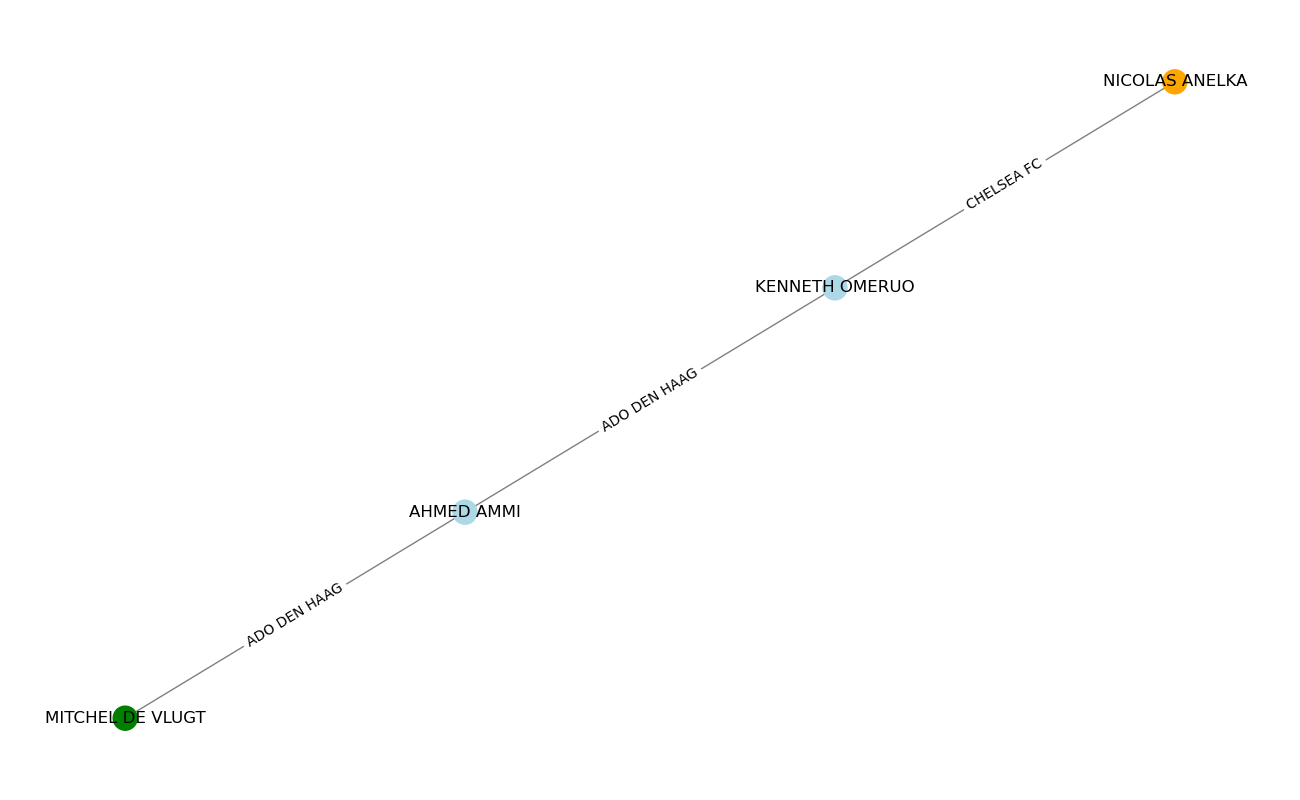 NICOLAS ANELKA
CHELSEA FC
KENNETH OMERUO
ADO DEN HAAG
AHMED AMMI
ADO DEN HAAG
MITCHEL DE VLUGT